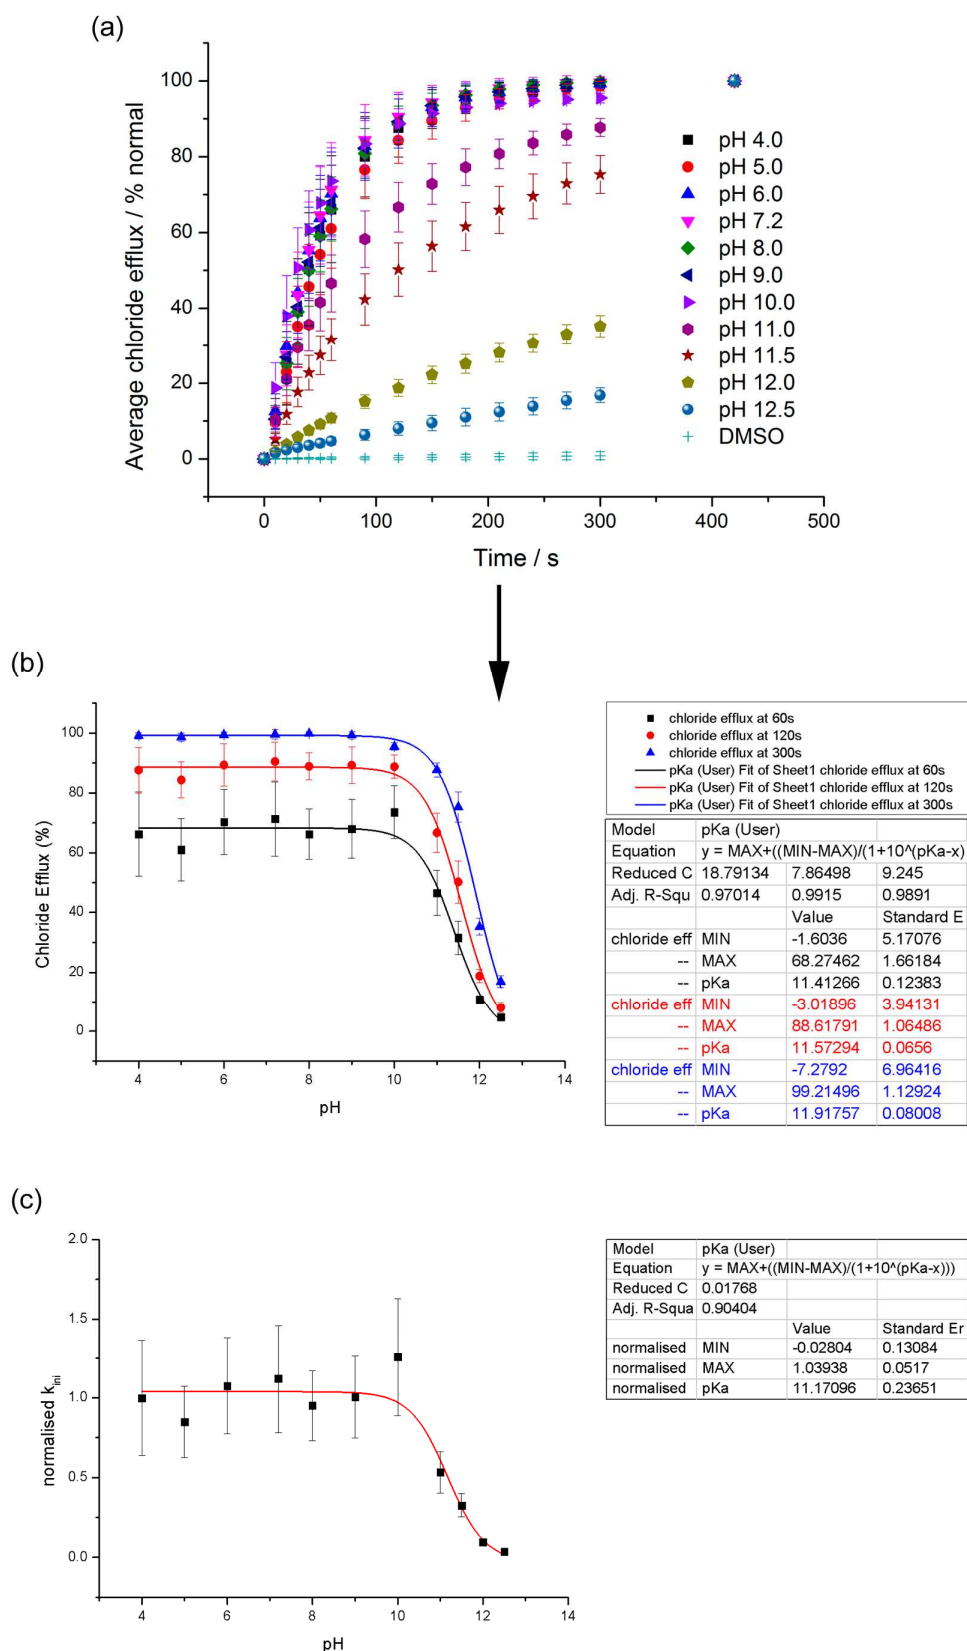 (a)
Average chloride efflux / % normal
100
80
60
40
20
0
0 100 200 300 400 500
Time / s
pH 4.0
pH 5.0
pH 6.0
pH 7.2
pH 8.0
pH 9.0
pH 10.0
pH 11.0
pH 11.5
pH 12.0
pH 12.5
DMSO
(b)
Chloride Efflux (%)
100
80
60
40
20
0
4 6 8 10 12 14
pH
chloride efflux at 60s
chloride efflux at 120s
chloride efflux at 300s
pKa (User) Fit of Sheet1 chloride efflux at 60s
pKa (User) Fit of Sheet1 chloride efflux at 120s
pKa (User) Fit of Sheet1 chloride efflux at 300s
Model pKa (User)
Equation y = MAX+((MIN-MAX)/(1+10^(pKa-x)
Reduced C 18.79134 7.86498 9.245
Adj. R-Squ 0.97014 0.9915 0.9891
Value Standard E
chloride eff MIN -1.6036 5.17076
-- MAX 68.27462 1.66184
-- pKa 11.41266 0.12383
chloride eff MIN -3.01896 3.94131
-- MAX 88.61791 1.06486
-- pKa 11.57294 0.0656
chloride eff MIN -7.2792 6.96416
-- MAX 99.21496 1.12924
-- pKa 11.91757 0.08008
(c)
normalised kini
2.0
1.5
1.0
0.5
0.0
4 6 8 10 12 14
pH
Model pKa (User)
Equation y = MAX+((MIN-MAX)/(1+10^(pKa-x)))
Reduced C 0.01768
Adj. R-Squa 0.90404
Value Standard Er
normalised MIN -0.02804 0.13084
normalised MAX 1.03938 0.0517
normalised pKa 11.17096 0.23651